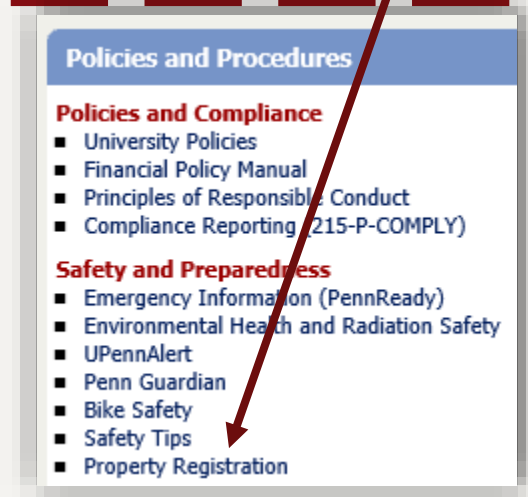 Policies and Procedures
Policies and Compliance
▪ University Policies
▪ Financial Policy Manual
▪ Principles of Responsible Conduct
▪ Compliance Reporting (215-P-COMPLY)
Safety and Preparedness
▪ Emergency Information (PennReady)
▪ Environmental Health and Radiation Safety
▪ UPennAlert
▪ Penn Guardian
▪ Bike Safety
▪ Safety Tips
▪ Property Registration